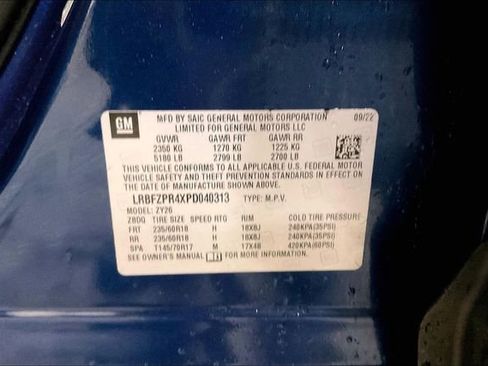 GM
MFD BY SAIC GENERAL MOTORS CORPORATION 09/22
LIMITED FOR GENERAL MOTORS LLC
GVWR GAWR FRT GAWR RR
2350 KG 1270 KG 1225 KG
5180 LB 2799 LB 2700 LB
THIS VEHICLE CONFORMS TO ALL APPLICABLE U.S. FEDERAL MOTOR
VEHICLE SAFETY AND THEFT PREVENTION STANDARDS IN EFFECT ON
THE DATE OF MANUFACTURE SHOWN ABOVE.
LRBFZPR4XPD040313 TYPE: M.P.V.
MODEL: ZY26
ZBDQ TIRE SIZE SPEED RTG RIM COLD TIRE PRESSURE
FRT 235/60R18 H 18X8J 240KPA(35PSI)
RR 235/60R18 H 18X8J 240KPA(35PSI)
SPA T145/70R17 M 17X4B 420KPA(60PSI)
SEE OWNER'S MANUAL FOR MORE INFORMATION.